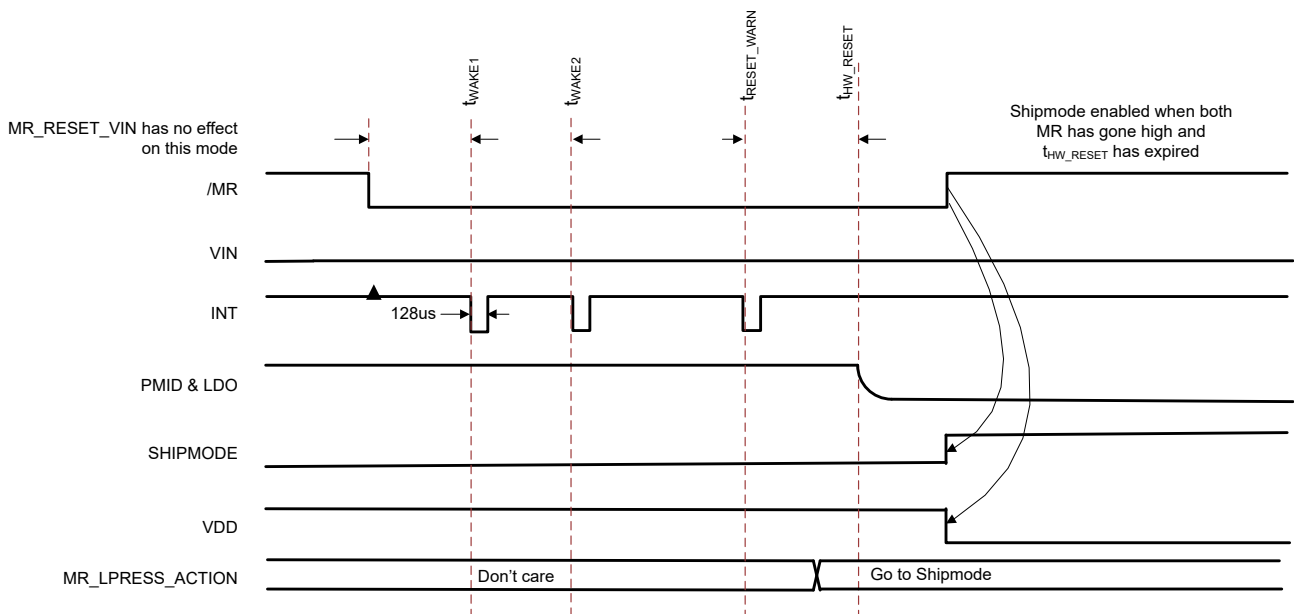 tWAKE1
tWAKE2
tRESET_WARN
tHW_RESET
MR_RESET_VIN has no effect
on this mode
Shipmode enabled when both
MR has gone high and
tHW_RESET has expired
/MR
VIN
INT
128us
PMID & LDO
SHIPMODE
VDD
MR_LPRESS_ACTION
Don't care
Go to Shipmode